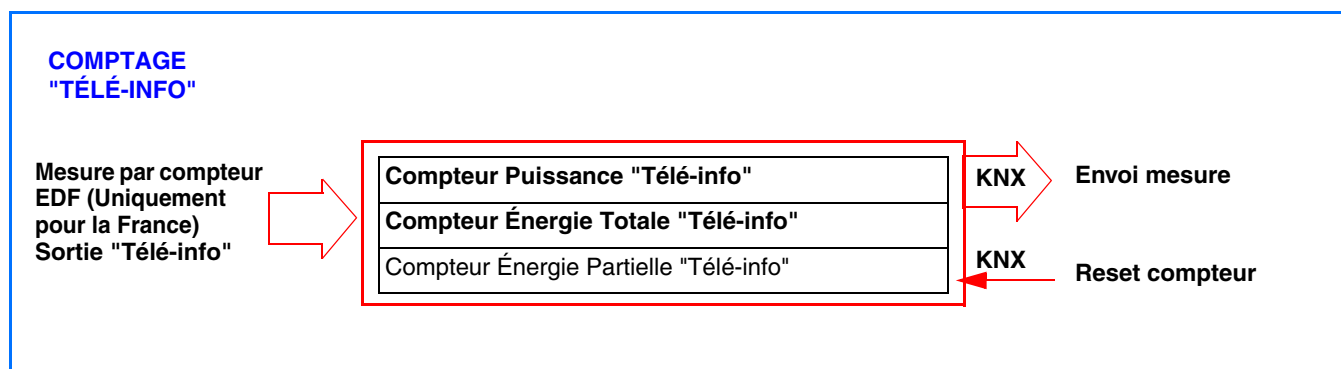 COMPTAGE
"TÉLÉ-INFO"
Mesure par compteur
EDF (Uniquement
pour la France)
Sortie "Télé-info"
Compteur Puissance "Télé-info"
Compteur Énergie Totale "Télé-info"
Compteur Énergie Partielle "Télé-info"
KNX
Envoi mesure
KNX
Reset compteur